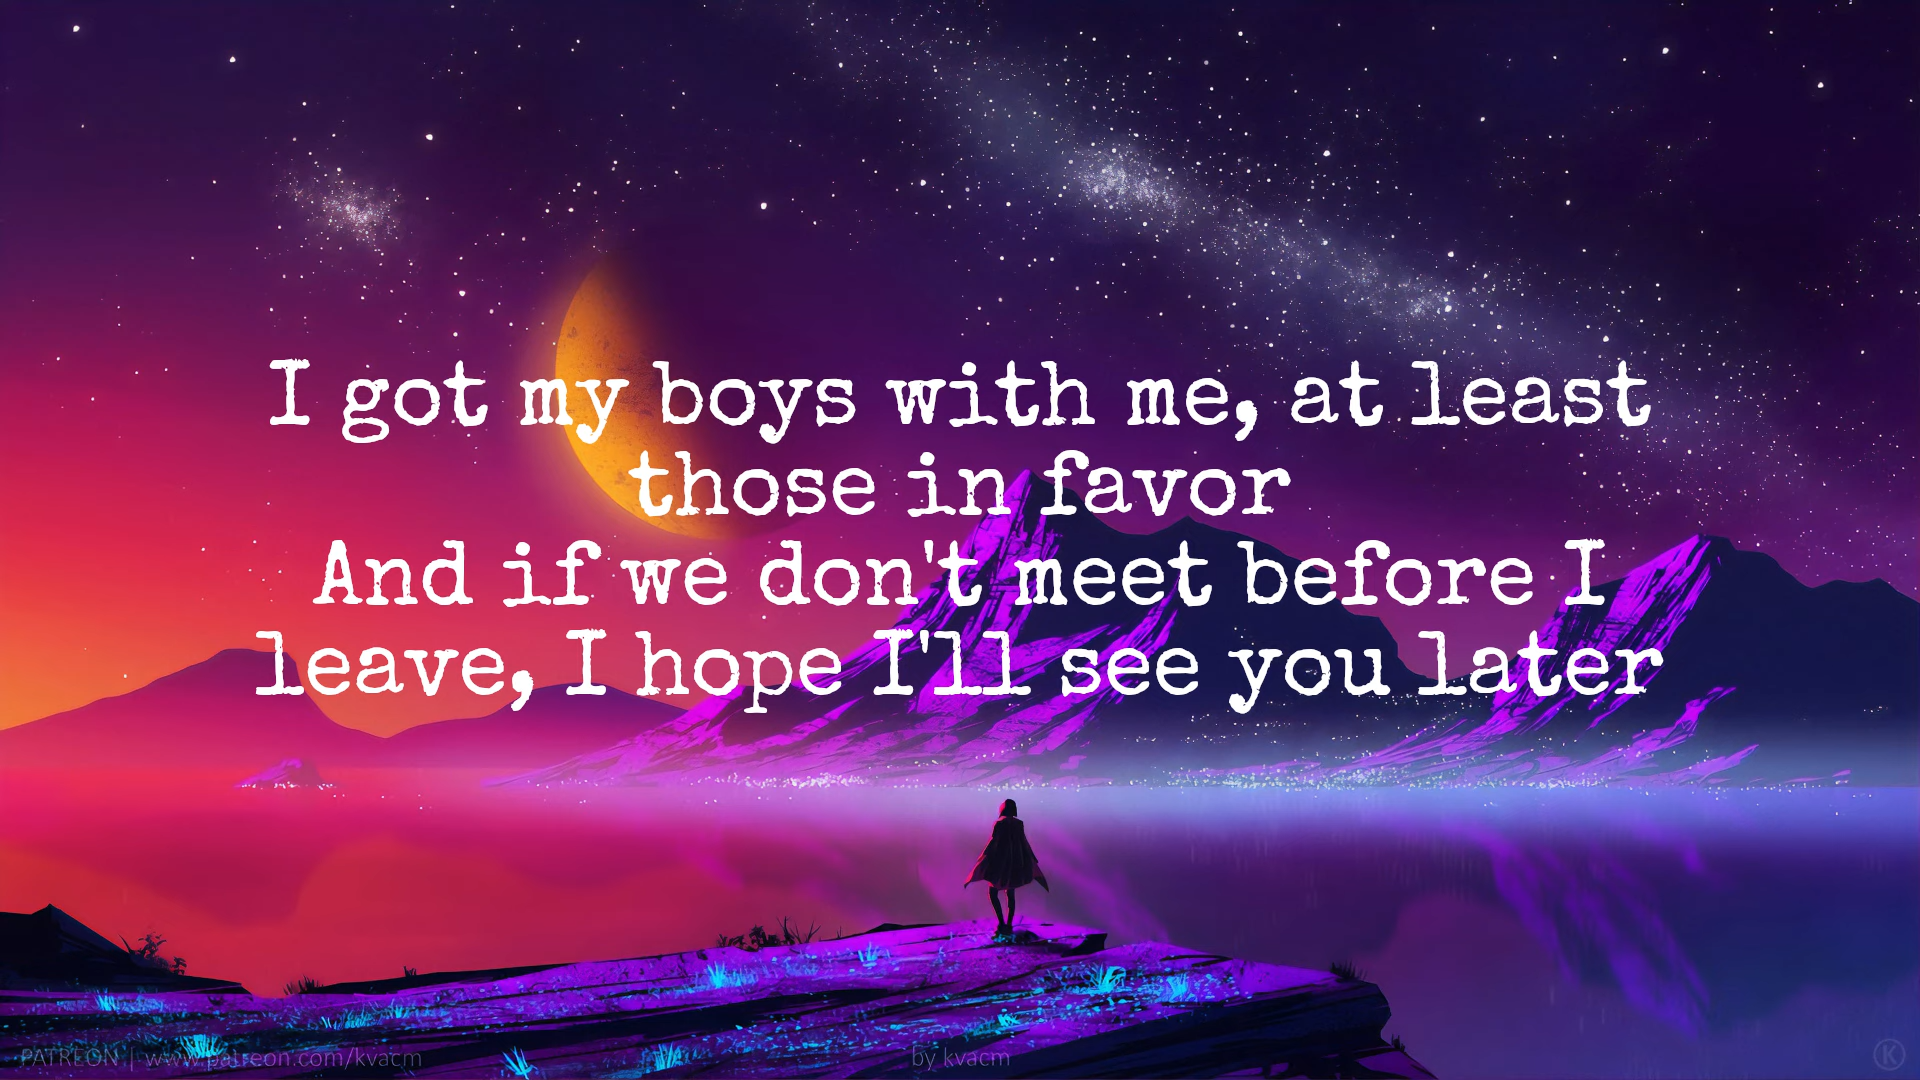 I got my boys with me, at least
those in favor
And if we don't meet before I
leave, I hope I'll see you later
PATREON | www.patreon.com/kvacm
by kvacm
K